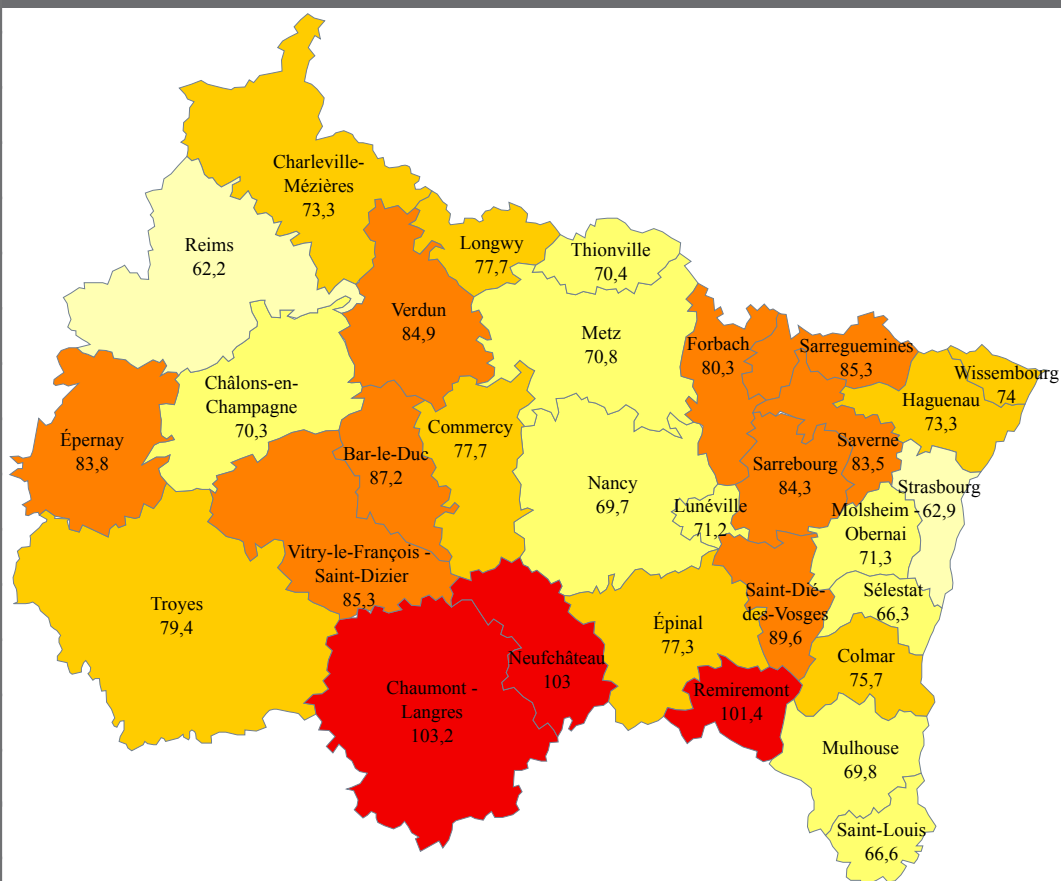 Charleville-
Mézières
73,3
Reims
62,2
Longwy
77,7
Thionville
70,4
Verdun
84,9
Metz
70,8
Forbach
80,3
Sarreguemines
85,3
Wissembourg
74
Haguenau
73,3
Châlons-en-
Champagne
70,3
Épernay
83,8
Bar-le-Duc
87,2
Commercy
77,7
Nancy
69,7
Lunéville
71,2
Sarrebourg
84,3
Saverne
83,5
Strasbourg
62,9
Molsheim -
Obernai
71,3
Vitry-le-François -
Saint-Dizier
85,3
Troyes
79,4
Saint-Dié-
des-Vosges
89,6
Sélestat
66,3
Épinal
77,3
Colmar
75,7
Neufchâteau
103
Chaumont -
Langres
103,2
Remiremont
101,4
Mulhouse
69,8
Saint-Louis
66,6